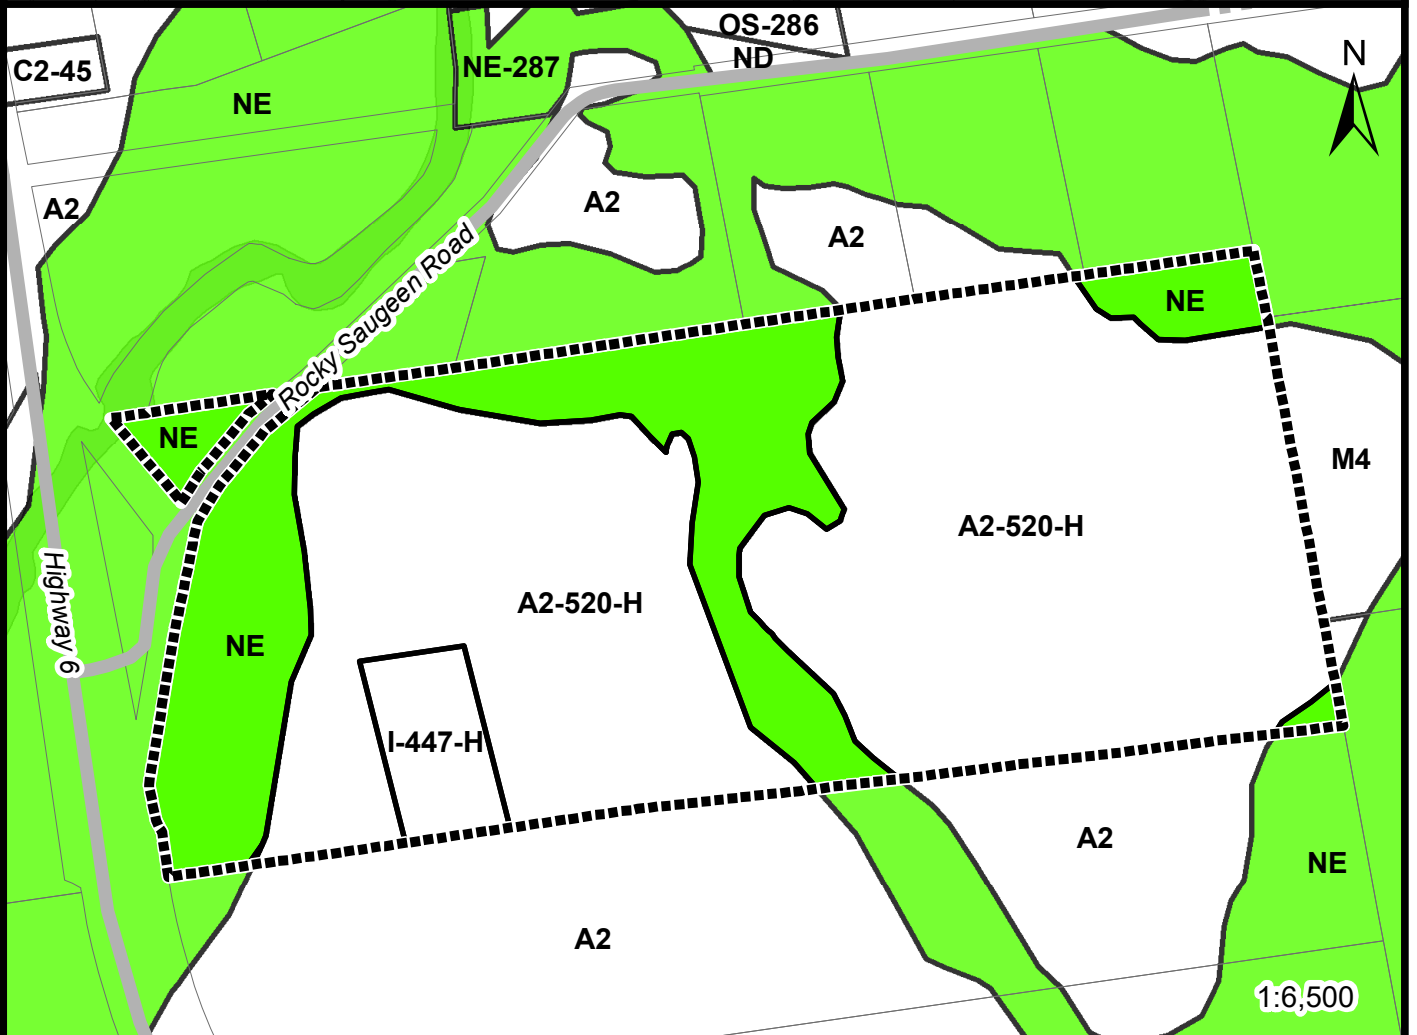 OS-286
ND
N
C2-45
NE-287
NE
A2
A2
A2
Rocky Saugeen Road
NE
NE
M4
A2-520-H
A2-520-H
Highway 6
NE
I-447-H
A2
NE
A2
1:6,500